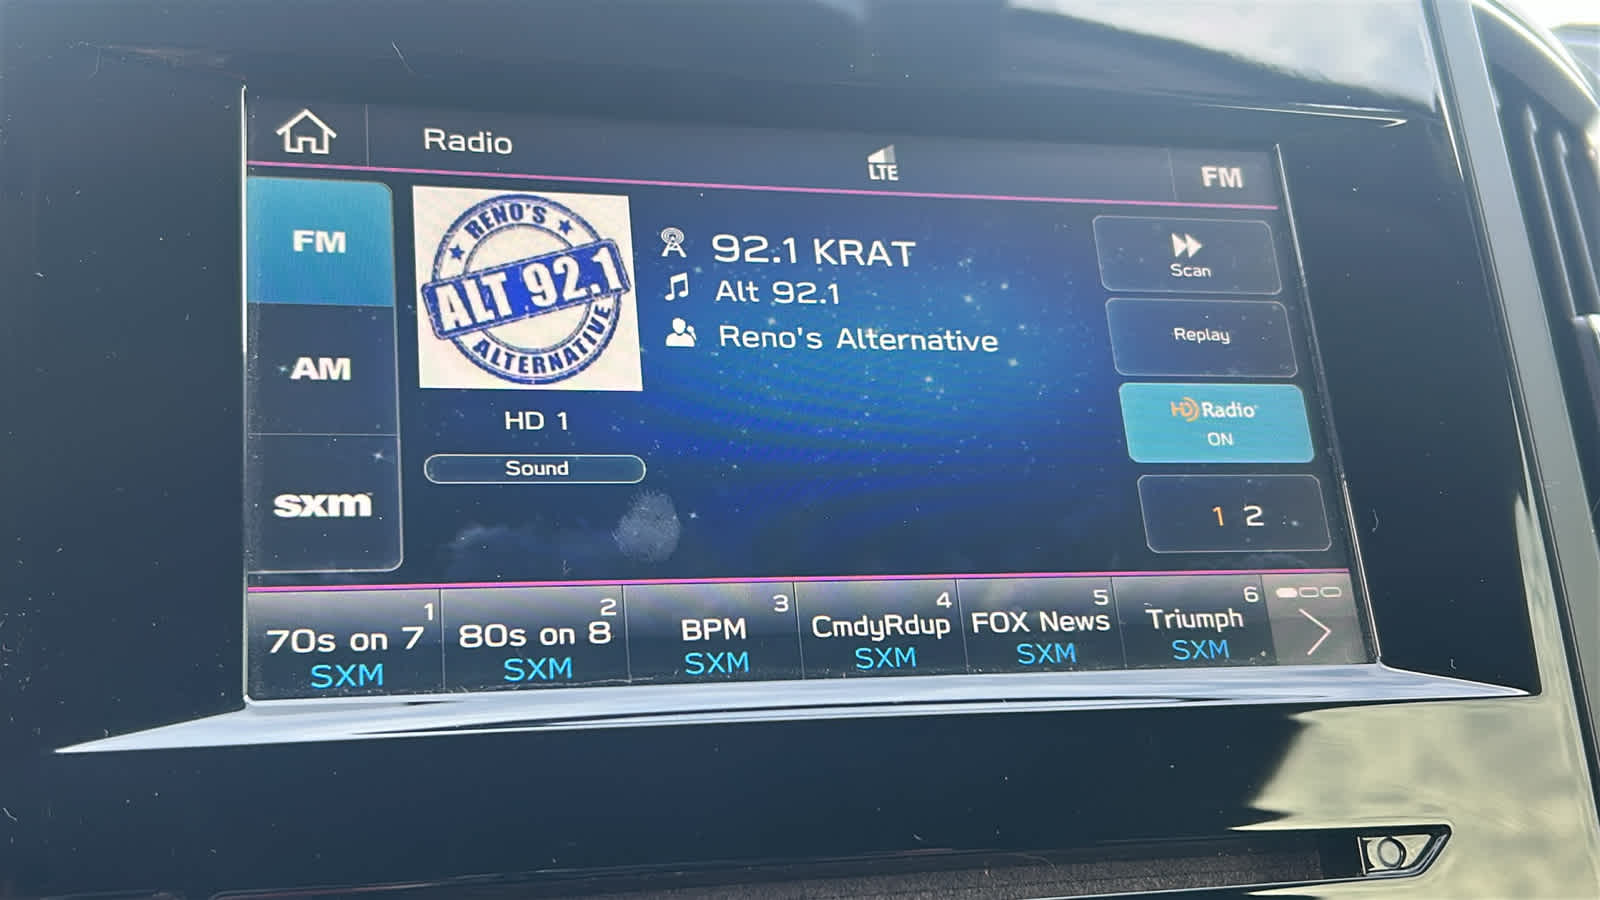 Radio
LTE
FM
FM
AM
sxm
RENO'S
ALT 92.1
ALTERNATIVE
HD 1
Sound
92.1 KRAT
Alt 92.1
Reno's Alternative
Scan
Replay
HD Radio
ON
1 2
1
70s on 7
SXM
2
80s on 8
SXM
3
BPM
SXM
4
CmdyRdup
SXM
5
FOX News
SXM
6
Triumph
SXM